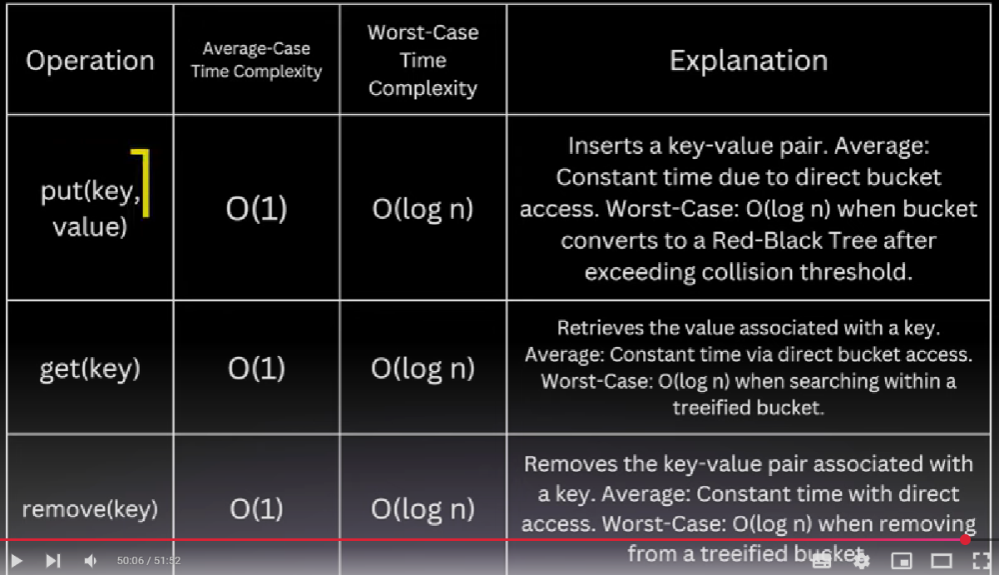 Operation
Average-Case
Time Complexity
Worst-Case
Time
Complexity
Explanation
put(key,
value)
O(1)
O(log n)
Inserts a key-value pair. Average:
Constant time due to direct bucket
access. Worst-Case: O(log n) when bucket
converts to a Red-Black Tree after
exceeding collision threshold.
get(key)
O(1)
O(log n)
Retrieves the value associated with a key.
Average: Constant time via direct bucket access.
Worst-Case: O(log n) when searching within a
treeified bucket.
remove(key)
O(1)
O(log n)
Removes the key-value pair associated with
a key. Average: Constant time with direct
access. Worst-Case: O(log n) when removing
from a treeified bucket.
50:06 / 51:52